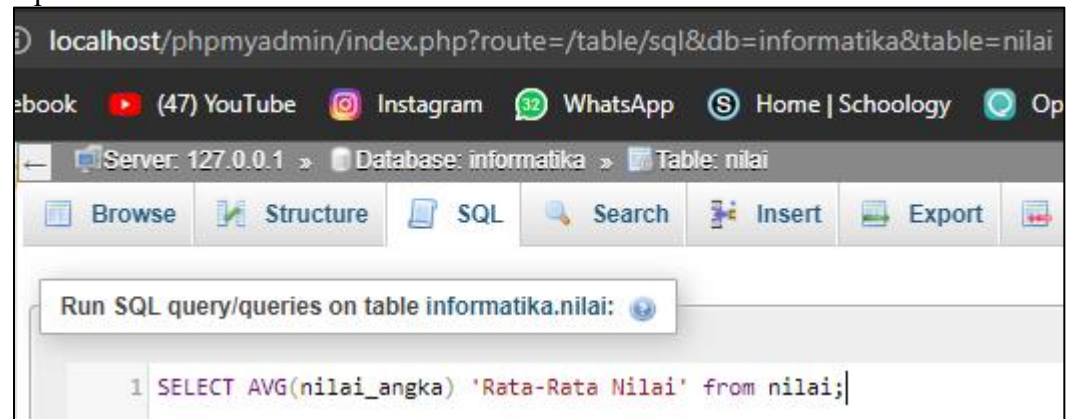 localhost/phpmyadmin/index.php?route=/table/sql&db=informatika&table=nilai
ebook (47) YouTube Instagram 32 WhatsApp S Home | Schoology Op
← Server: 127.0.0.1 » Database: informatika » Table: nilai
Browse Structure SQL Search Insert Export
Run SQL query/queries on table informatika.nilai:
1 SELECT AVG(nilai_angka) 'Rata-Rata Nilai' from nilai;